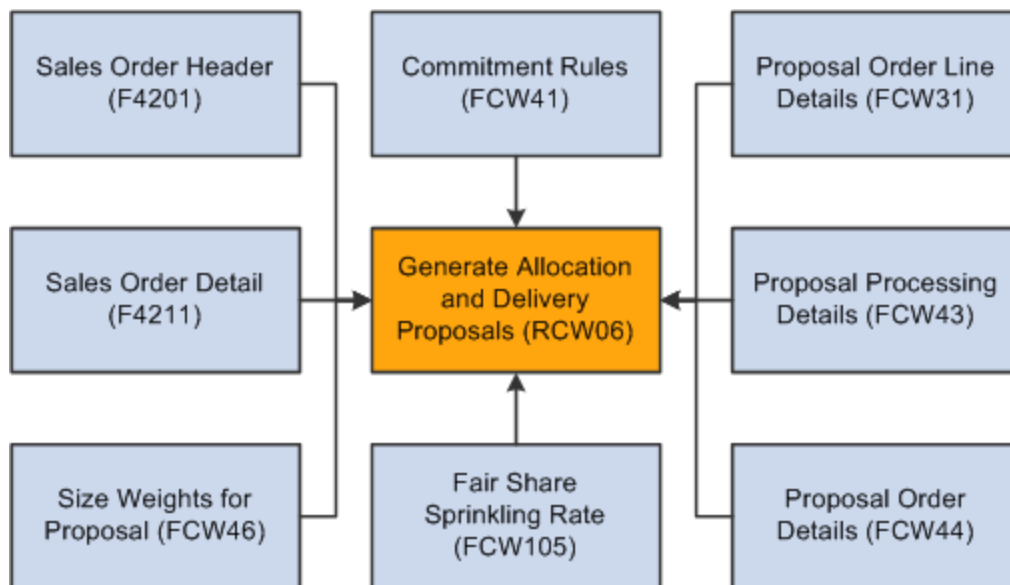 Sales Order Header
(F4201)
Commitment Rules
(FCW41)
Proposal Order Line
Details (FCW31)
Sales Order Detail
(F4211)
Generate Allocation
and Delivery
Proposals (RCW06)
Proposal Processing
Details (FCW43)
Size Weights for
Proposal (FCW46)
Fair Share
Sprinkling Rate
(FCW105)
Proposal Order
Details (FCW44)